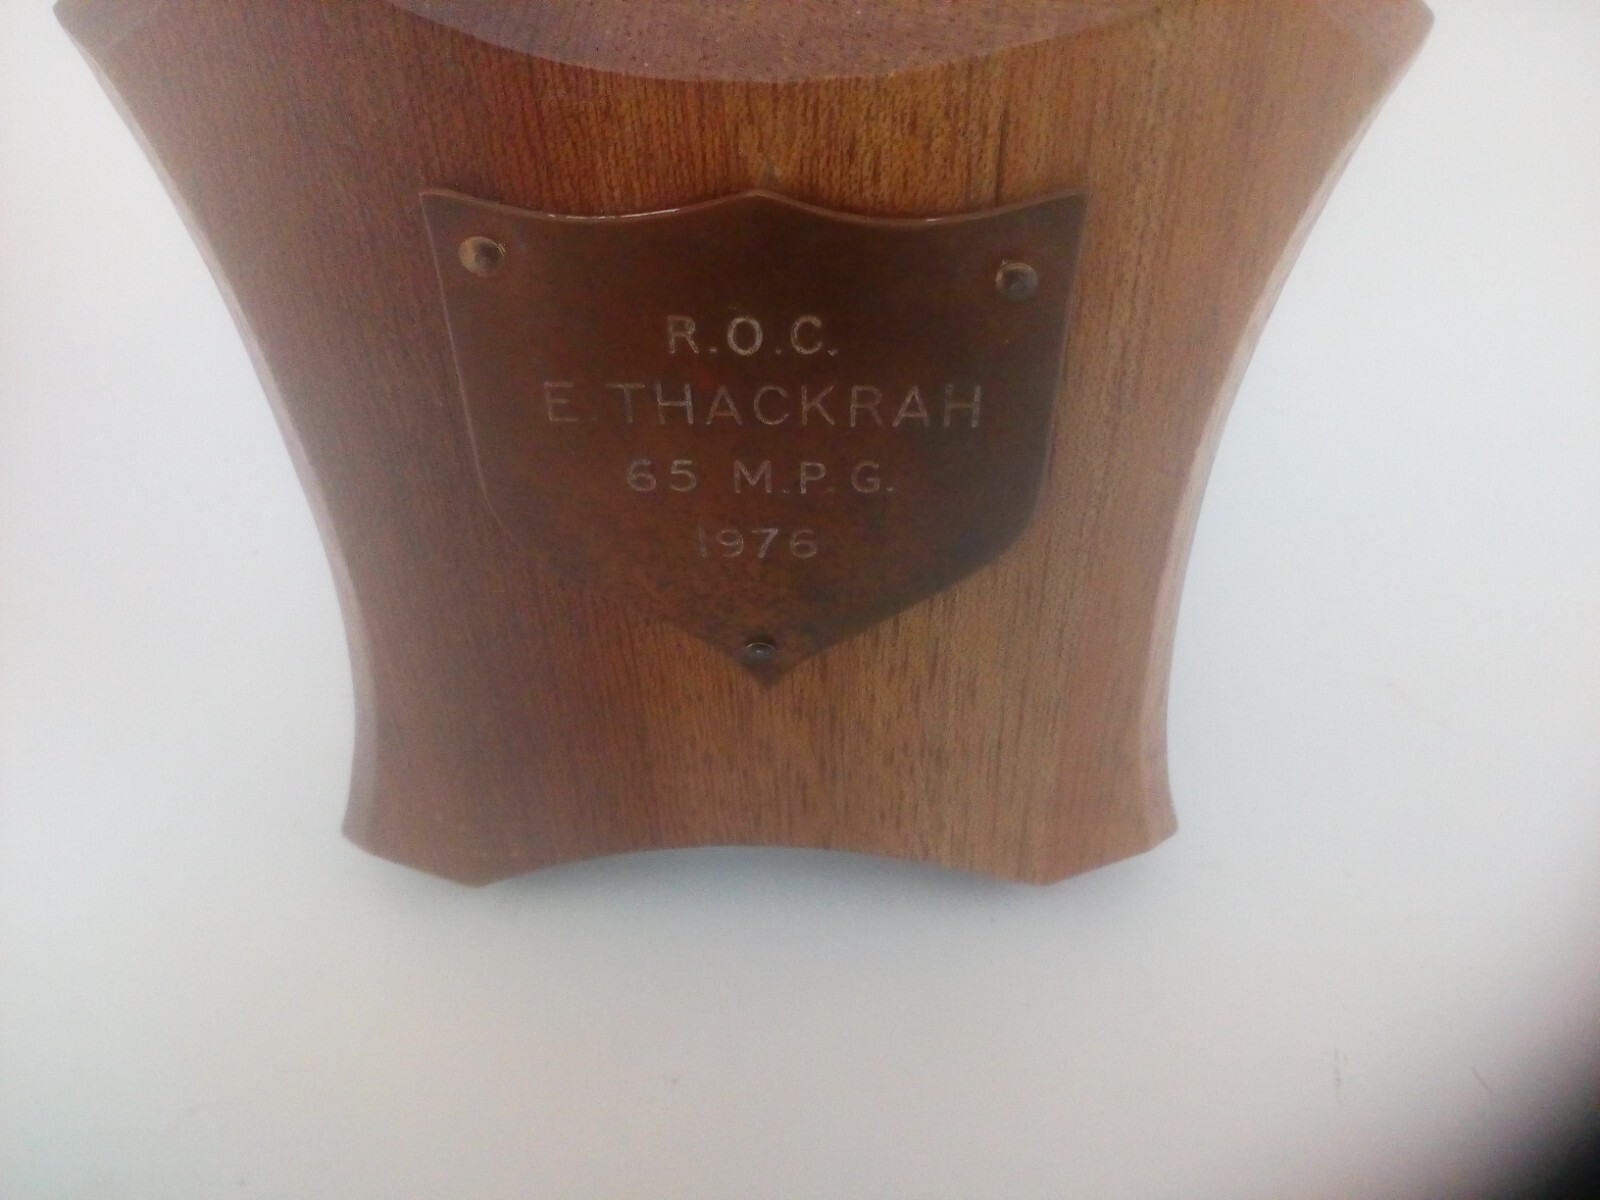 R.O.C.
E. THACKRAH
65 M.P.G.
1976